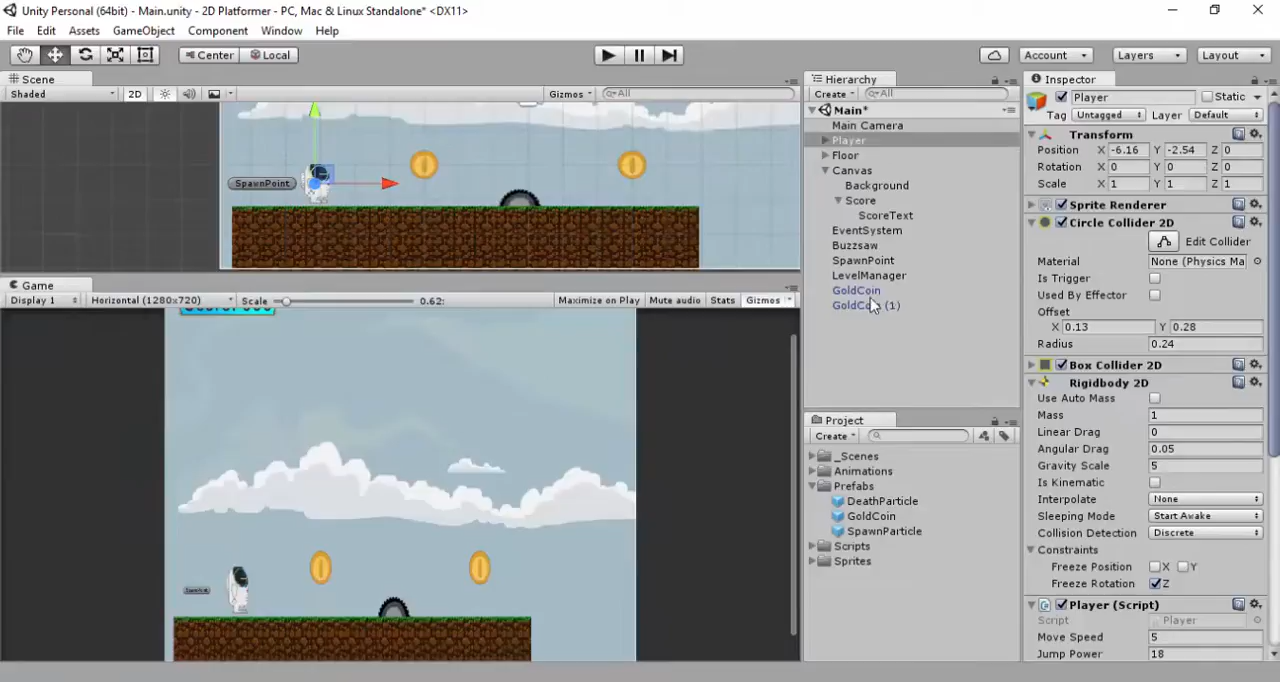 Unity Personal (64bit) - Main.unity - 2D Platformer - PC, Mac & Linux Standalone* <DX11>
File Edit Assets GameObject Component Window Help
Center Local Account Layers Layout
Scene
Shaded 2D Gizmos All
SpawnPoint
Game
Display 1 Horizontal (1280x720) Scale 0.62: Maximize on Play Mute audio Stats Gizmos
Hierarchy
Create All
Main*
Main Camera
Player
Floor
Canvas
Background
Score
ScoreText
EventSystem
Buzzsaw
SpawnPoint
LevelManager
GoldCoin
(1)
Project
Create
_Scenes
Animations
Prefabs
DeathParticle
GoldCoin
SpawnParticle
Scripts
Sprites
Inspector
Player Static
Tag Untagged Layer Default
Transform
Position X -6.16 Y -2.54 Z 0
Rotation X 0 Y 0 Z 0
Scale X 1 Y 1 Z 1
Sprite Renderer
Circle Collider 2D
Edit Collider
Material None (Physics Ma
Is Trigger
Used By Effector
Offset
X 0.13 Y 0.28
Radius 0.24
Box Collider 2D
Rigidbody 2D
Use Auto Mass
Mass 1
Linear Drag 0
Angular Drag 0.05
Gravity Scale 5
Is Kinematic
Interpolate None
Sleeping Mode Start Awake
Collision Detection Discrete
Constraints
Freeze Position X Y
Freeze Rotation Z
Player (Script)
Script Player
Move Speed 5
Jump Power 18